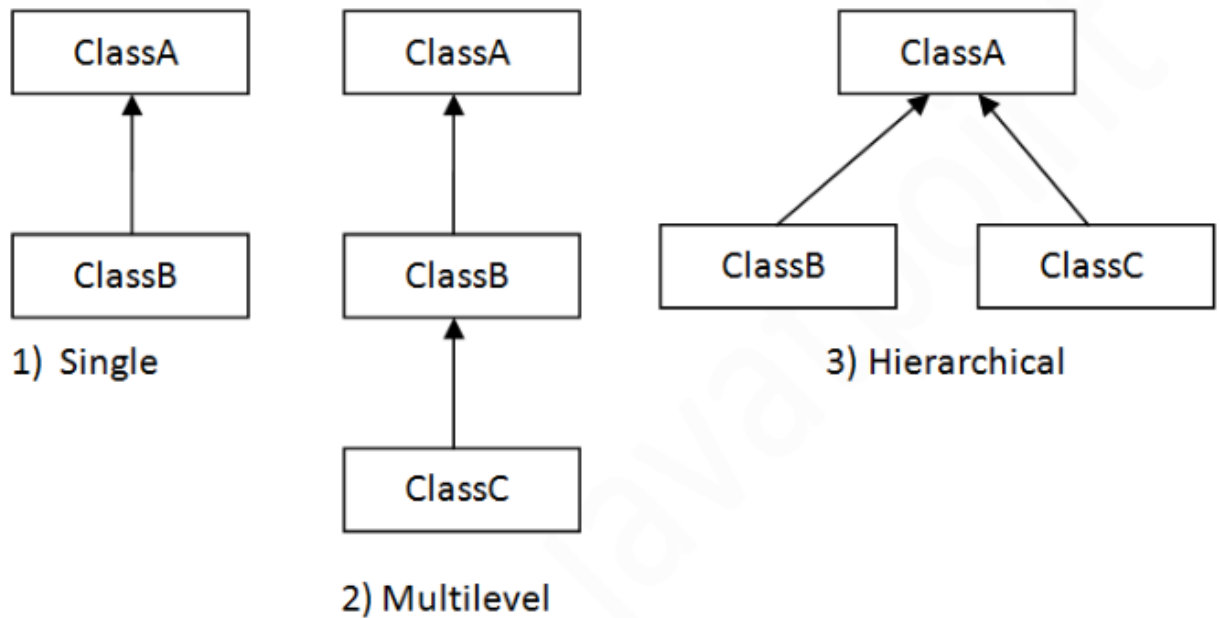 ClassA
ClassB
1) Single
ClassA
ClassB
ClassC
2) Multilevel
ClassA
ClassB
ClassC
3) Hierarchical